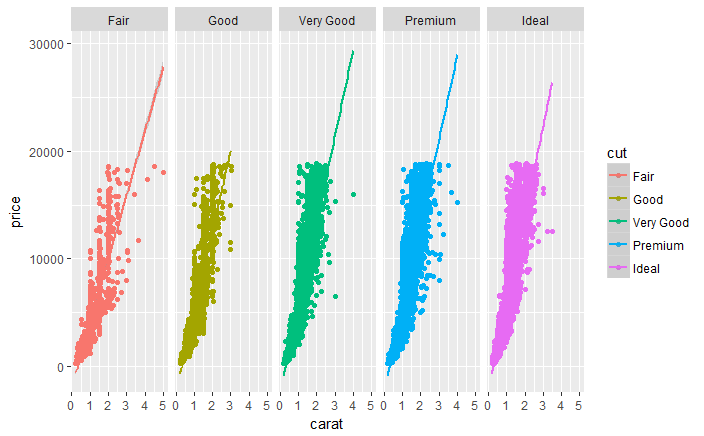 Fair Good Very Good Premium Ideal
30000
20000
10000
0
price
0 1 2 3 4 5 0 1 2 3 4 5 0 1 2 3 4 5 0 1 2 3 4 5 0 1 2 3 4 5
carat
cut
Fair
Good
Very Good
Premium
Ideal